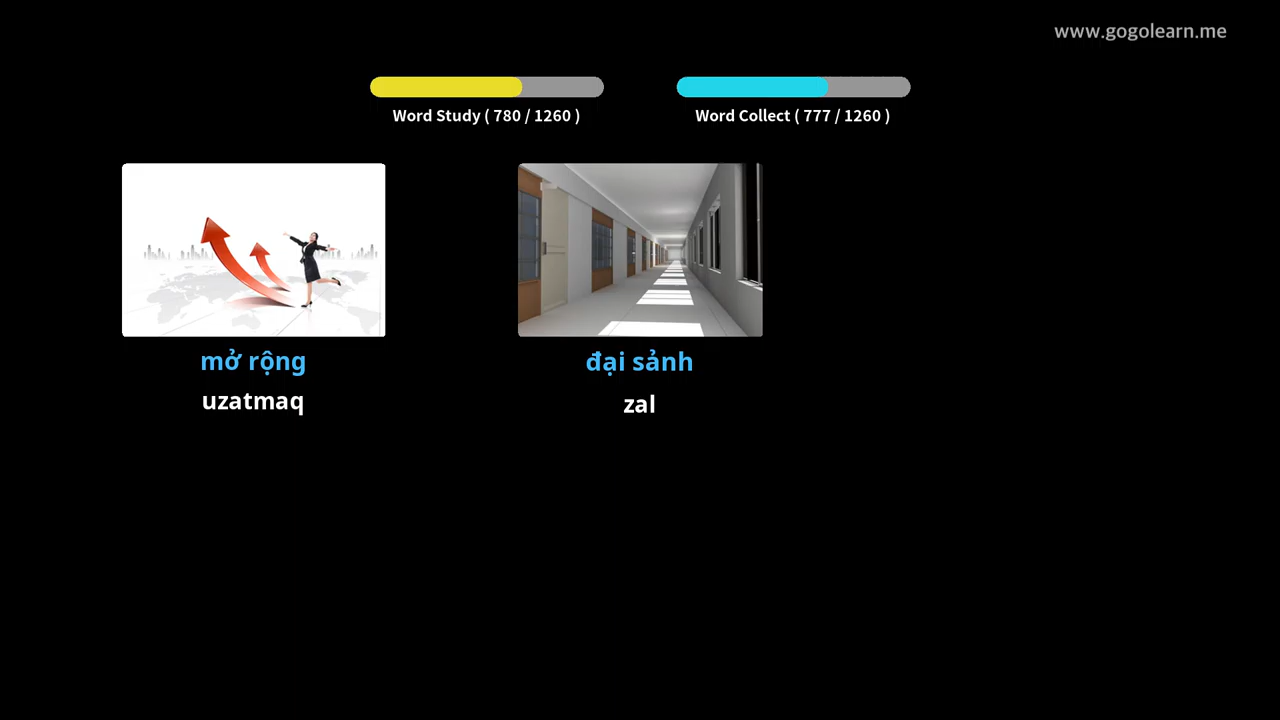 www.gogolearn.me
Word Study ( 780 / 1260 )
Word Collect ( 777 / 1260 )
mở rộng
uzatmaq
đại sảnh
zal